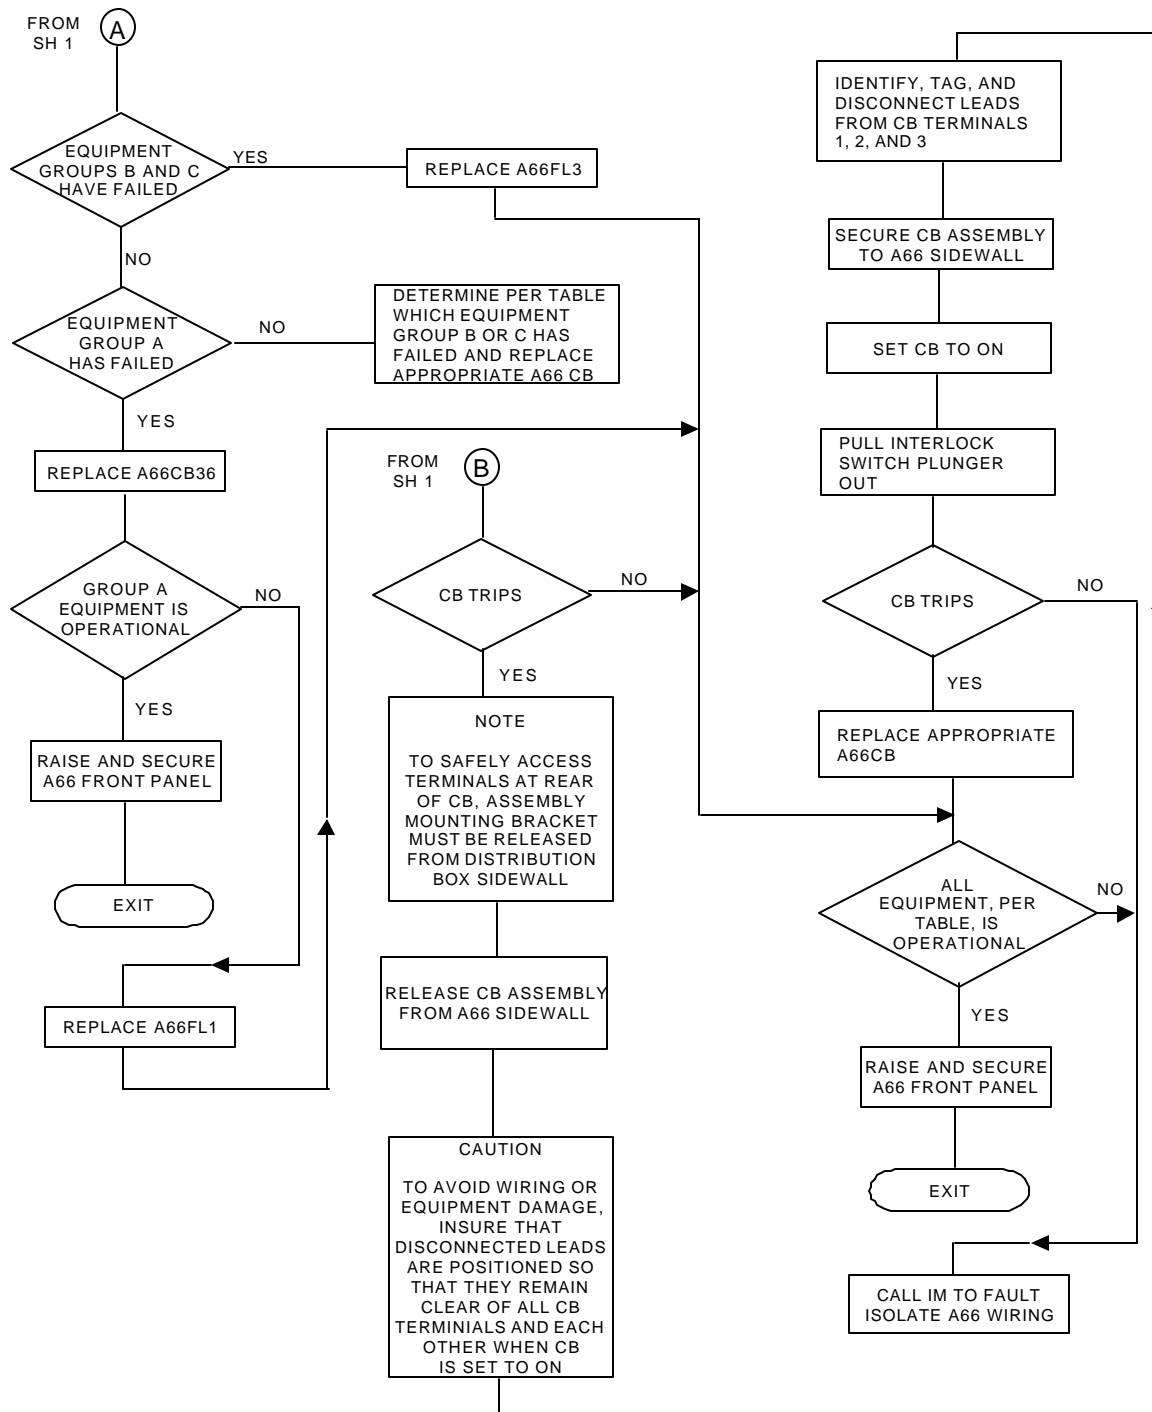 FROM
SH 1
A
EQUIPMENT
GROUPS B AND C
HAVE FAILED
YES
REPLACE A66FL3
NO
EQUIPMENT
GROUP A
HAS FAILED
NO
DETERMINE PER TABLE
WHICH EQUIPMENT
GROUP B OR C HAS
FAILED AND REPLACE
APPROPRIATE A66 CB
YES
REPLACE A66CB36
GROUP A
EQUIPMENT IS
OPERATIONAL
NO
YES
RAISE AND SECURE
A66 FRONT PANEL
EXIT
REPLACE A66FL1
FROM
SH 1
B
CB TRIPS
NO
YES
NOTE
TO SAFELY ACCESS
TERMINALS AT REAR
OF CB, ASSEMBLY
MOUNTING BRACKET
MUST BE RELEASED
FROM DISTRIBUTION
BOX SIDEWALL
RELEASE CB ASSEMBLY
FROM A66 SIDEWALL
CAUTION
TO AVOID WIRING OR
EQUIPMENT DAMAGE,
INSURE THAT
DISCONNECTED LEADS
ARE POSITIONED SO
THAT THEY REMAIN
CLEAR OF ALL CB
TERMINIALS AND EACH
OTHER WHEN CB
IS SET TO ON
IDENTIFY, TAG, AND
DISCONNECT LEADS
FROM CB TERMINALS
1, 2, AND 3
SECURE CB ASSEMBLY
TO A66 SIDEWALL
SET CB TO ON
PULL INTERLOCK
SWITCH PLUNGER
OUT
CB TRIPS
NO
YES
REPLACE APPROPRIATE
A66CB
ALL
EQUIPMENT, PER
TABLE, IS
OPERATIONAL
NO
YES
RAISE AND SECURE
A66 FRONT PANEL
EXIT
CALL IM TO FAULT
ISOLATE A66 WIRING